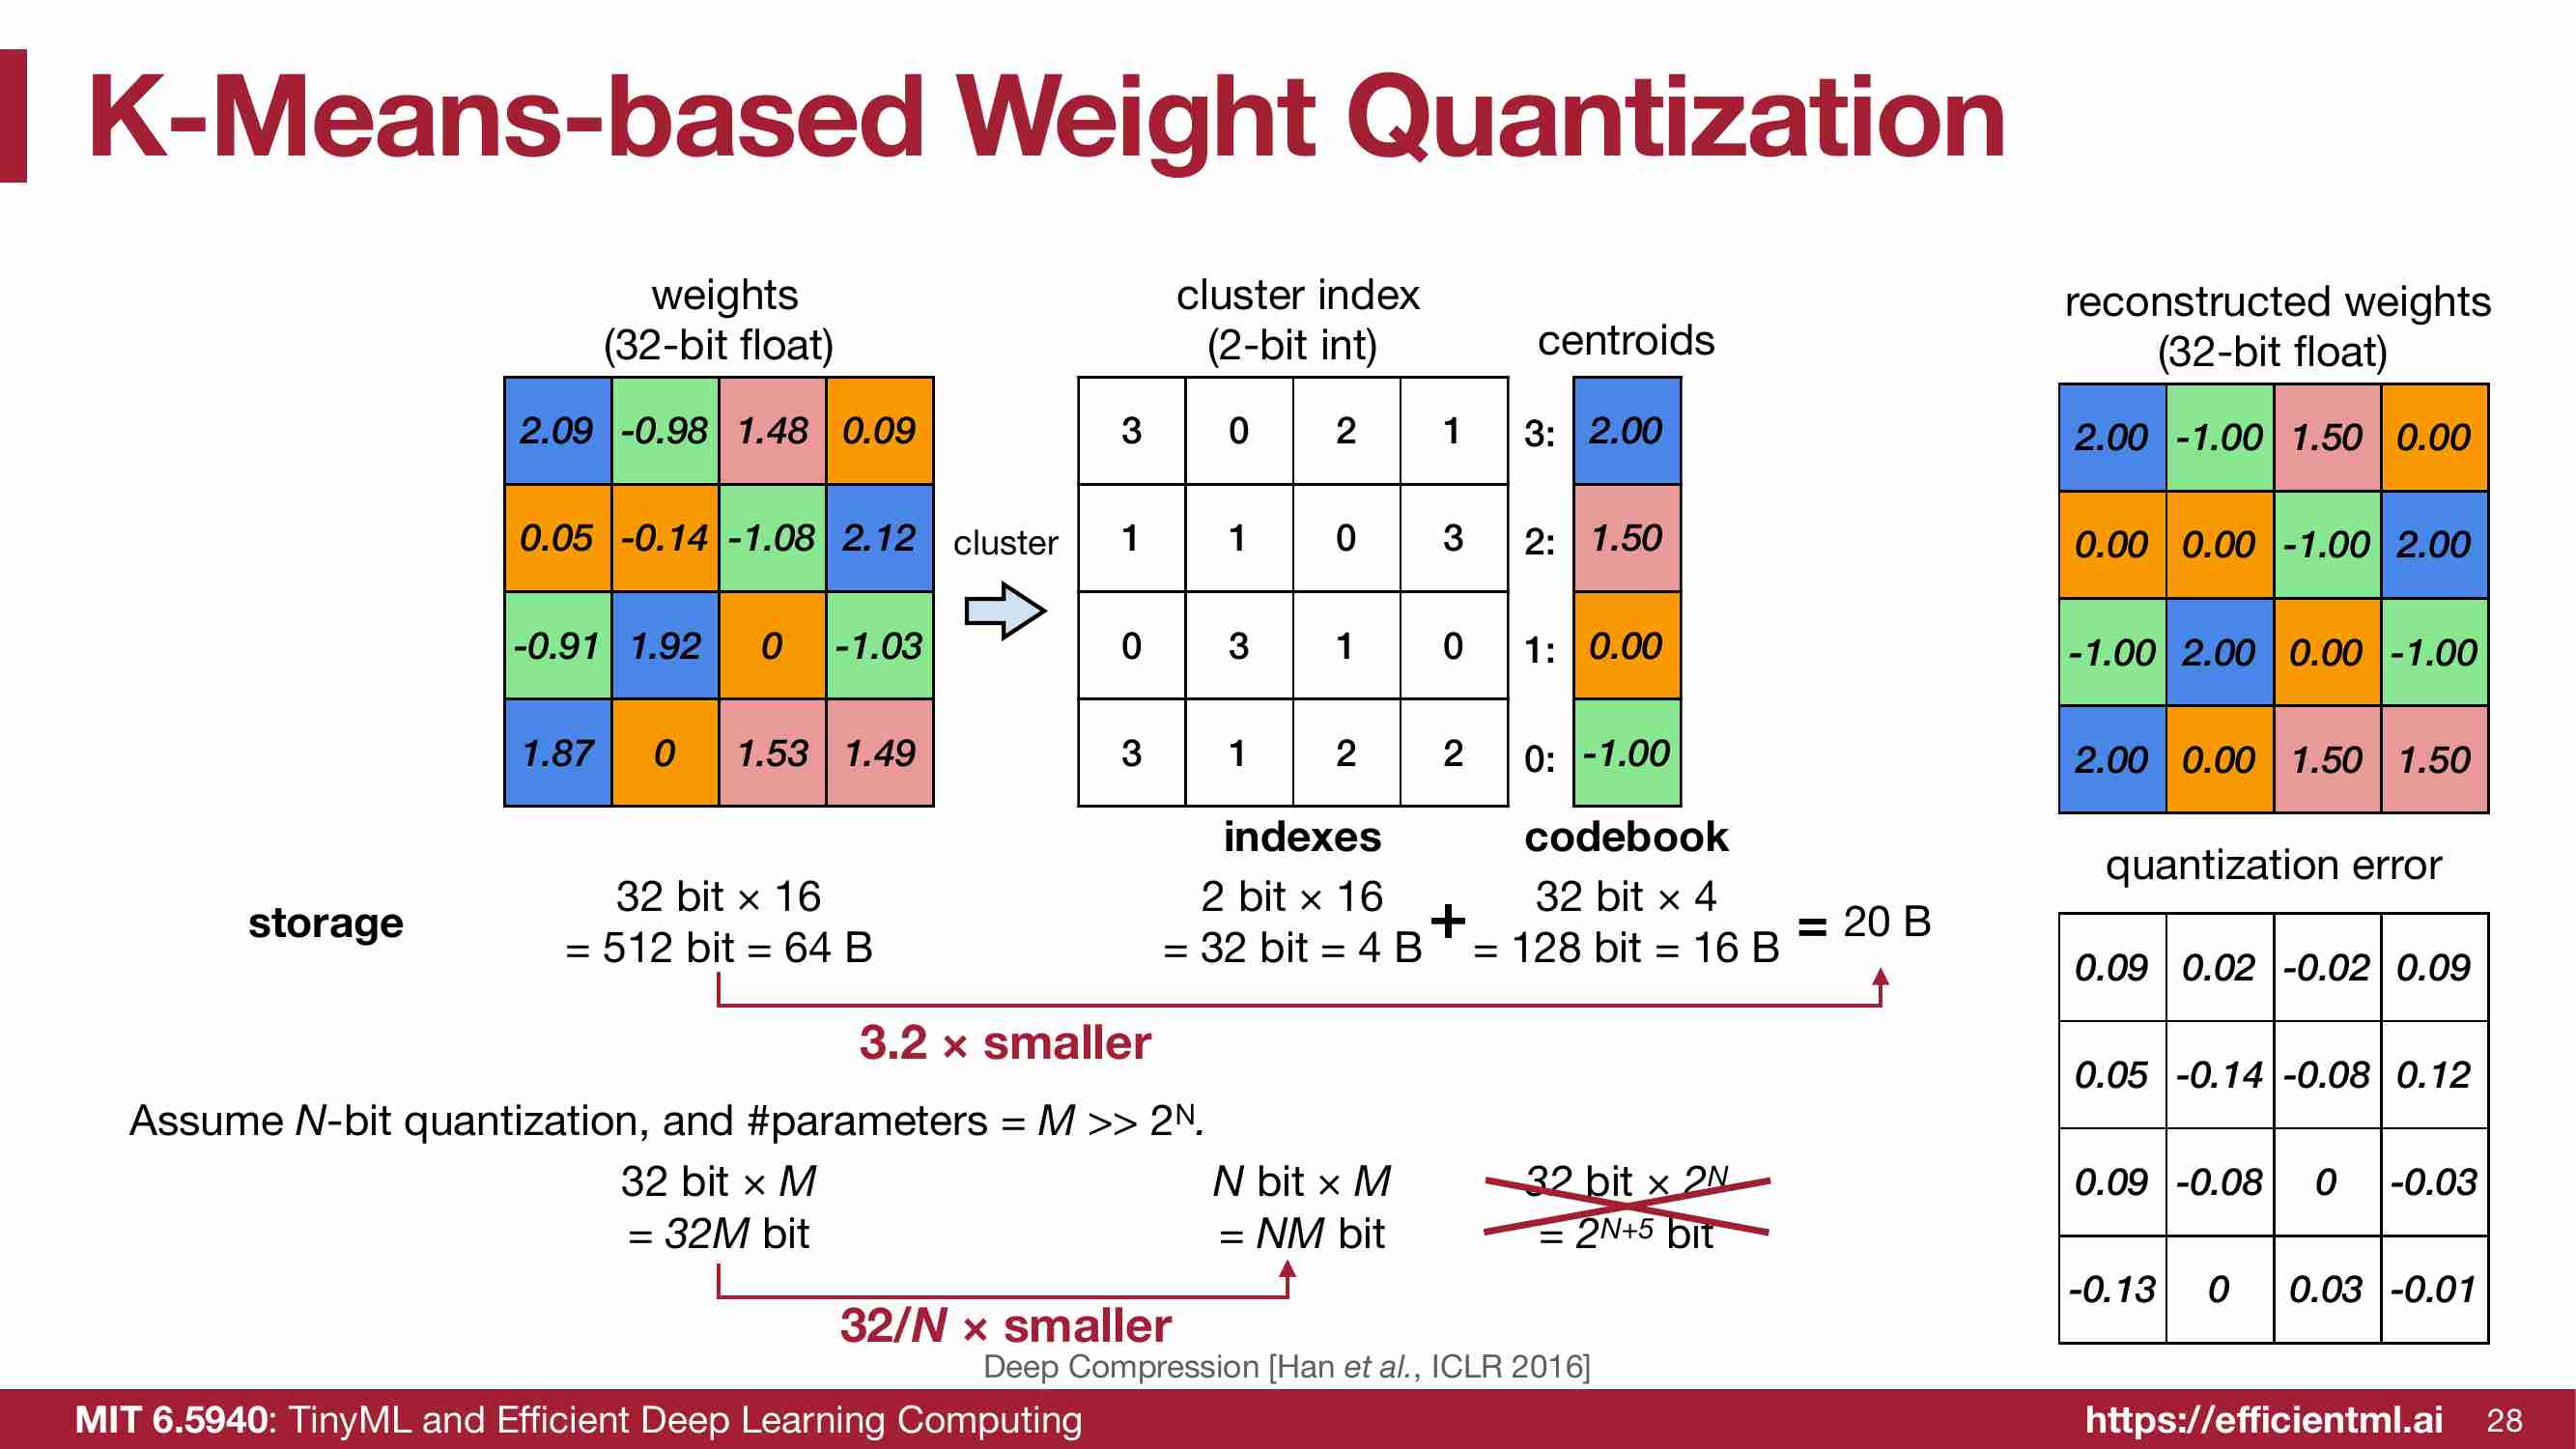 K-Means-based Weight Quantization
weights
(32-bit float)
2.09 -0.98 1.48 0.09
0.05 -0.14 -1.08 2.12
-0.91 1.92 0 -1.03
1.87 0 1.53 1.49
cluster
cluster index
(2-bit int)
3 0 2 1
1 1 0 3
0 3 1 0
3 1 2 2
centroids
3: 2.00
2: 1.50
1: 0.00
0: -1.00
reconstructed weights
(32-bit float)
2.00 -1.00 1.50 0.00
0.00 0.00 -1.00 2.00
-1.00 2.00 0.00 -1.00
2.00 0.00 1.50 1.50
indexes
codebook
storage
32 bit × 16
= 512 bit = 64 B
2 bit × 16
= 32 bit = 4 B
+
32 bit × 4
= 128 bit = 16 B
= 20 B
3.2 × smaller
quantization error
0.09 0.02 -0.02 0.09
0.05 -0.14 -0.08 0.12
0.09 -0.08 0 -0.03
-0.13 0 0.03 -0.01
Assume N-bit quantization, and #parameters = M >> 2ᴺ.
32 bit × M
= 32M bit
N bit × M
= NM bit
32 bit × 2ᴺ
= 2ᴺ⁺⁵ bit
32/N × smaller
Deep Compression [Han et al., ICLR 2016]
MIT 6.5940: TinyML and Efficient Deep Learning Computing
https://efficientml.ai 28